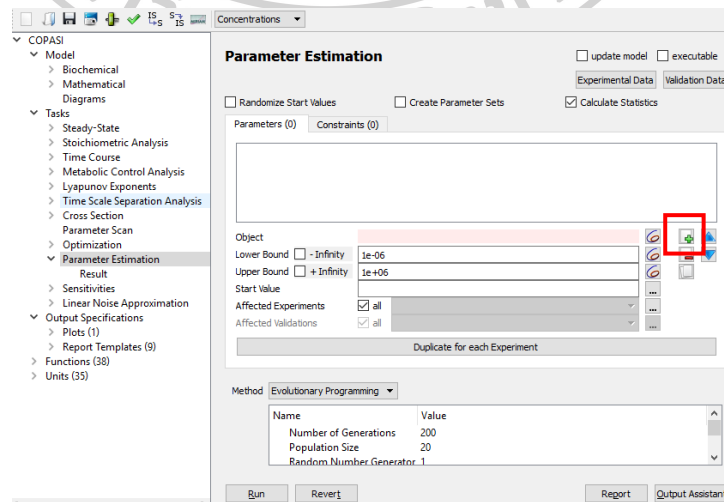 IS
→S
S→
IS
Concentrations
COPASI
Model
Biochemical
Mathematical
Diagrams
Tasks
Steady-State
Stoichiometric Analysis
Time Course
Metabolic Control Analysis
Lyapunov Exponents
Time Scale Separation Analysis
Cross Section
Parameter Scan
Optimization
Parameter Estimation
Result
Sensitivities
Linear Noise Approximation
Output Specifications
Plots (1)
Report Templates (9)
Functions (38)
Units (35)
Parameter Estimation
update model executable
Experimental Data Validation Data
Randomize Start Values Create Parameter Sets Calculate Statistics
Parameters (0) Constraints (0)
Object
Lower Bound - Infinity 1e-06
Upper Bound + Infinity 1e+06
Start Value ...
Affected Experiments all ...
Affected Validations all ...
Duplicate for each Experiment
Method Evolutionary Programming
Name Value
Number of Generations 200
Population Size 20
Random Number Generator 1
Run Revert Report Output Assistant